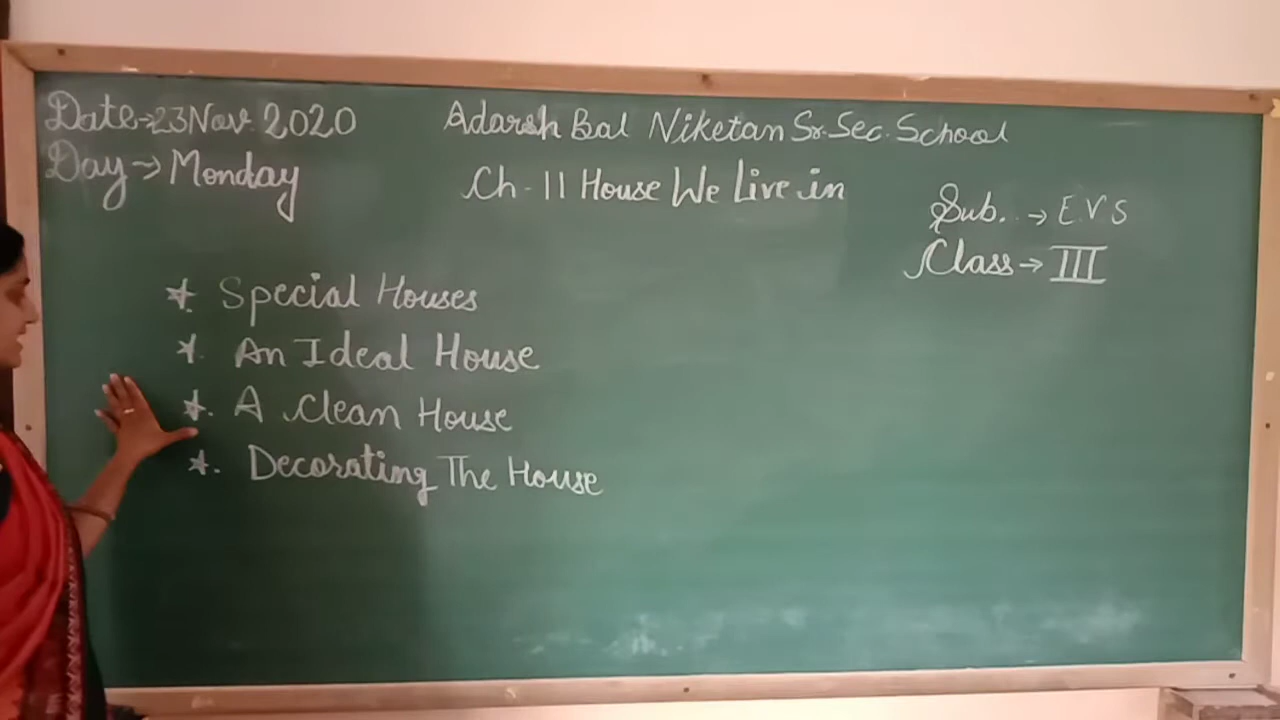 Date→23 Nov. 2020
Adarsh Bal Niketan Sr. Sec. School
Day→Monday
Ch-11 House We Live in
Sub. → E.V S
Class→ III
* Special Houses
* An Ideal House
* A Clean House
* Decorating The House